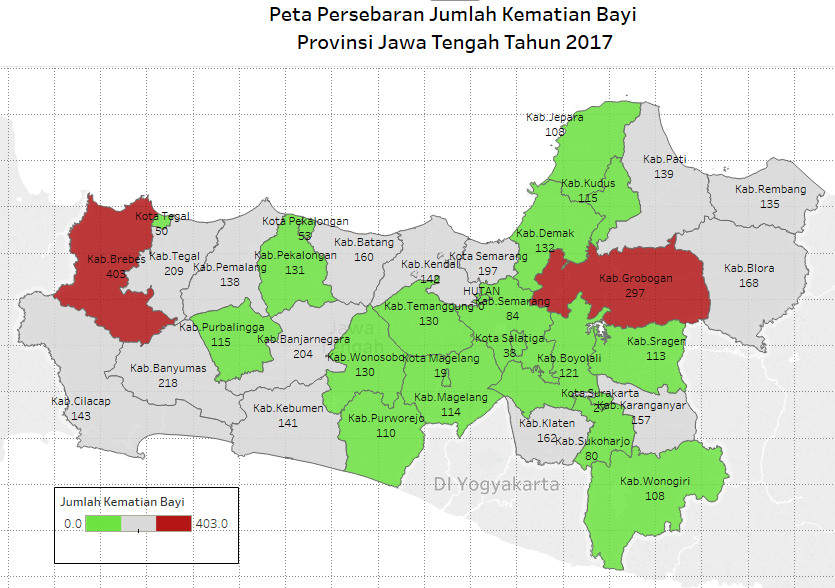 Peta Persebaran Jumlah Kematian Bayi
Provinsi Jawa Tengah Tahun 2017
Kab.Jepara
108
Kab.Pati
139
Kab.Kudus
115
Kab.Rembang
135
Kota Tegal
50
Kota Pekalongan
53
Kab.Demak
132
Kab.Batang
160
Kab.Brebes
403
Kab.Tegal
209
Kab.Pekalongan
131
Kab.Pemalang
138
Kab.Kendal
142
Kota Semarang
197
Kab.Blora
168
Kab.Grobogan
297
HUTAN
0
Kab.Semarang
84
Kab.Temanggung
130
Kab.Purbalingga
115
Kab.Banjarnegara
204
Jawa
Tengah
Kota Salatiga
38
Kab.Sragen
113
Kab.Wonosobo
130
Kota Magelang
19
Kab.Boyolali
121
Kab.Banyumas
218
Kab.Cilacap
143
Kab.Kebumen
141
Kab.Magelang
114
Kota Surakarta
Kab.Karanganyar
157
Kab.Purworejo
110
Kab.Klaten
162
Kab.Sukoharjo
80
Kab.Wonogiri
108
DI Yogyakarta
Jumlah Kematian Bayi
0.0
403.0